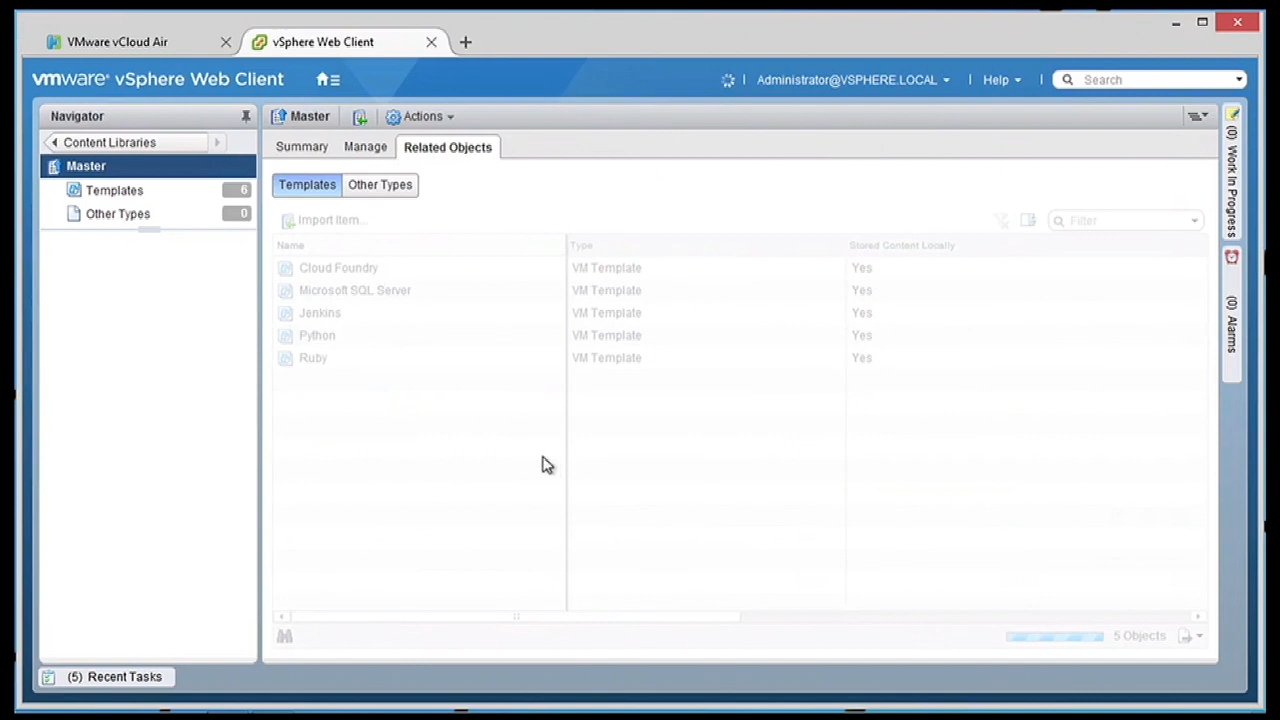 VMware vCloud Air
vSphere Web Client
vmware® vSphere Web Client
Administrator@VSPHERE.LOCAL
Help
Search
Navigator
Content Libraries
Master
Templates 6
Other Types 0
Master
Actions
Summary
Manage
Related Objects
Templates
Other Types
Import Item...
Filter
Name Type Stored Content Locally
Cloud Foundry VM Template Yes
Microsoft SQL Server VM Template Yes
Jenkins VM Template Yes
Python VM Template Yes
Ruby VM Template Yes
5 Objects
(0) Work In Progress
(0) Alarms
(5) Recent Tasks